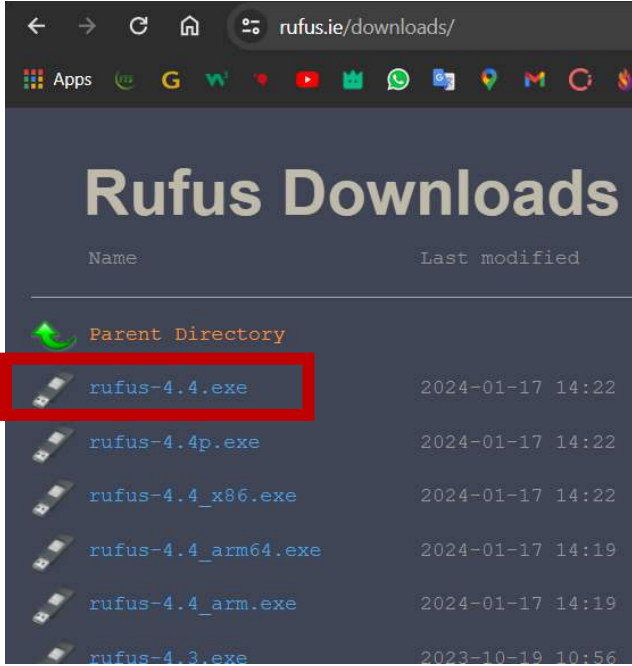 rufus.ie/downloads/
Apps
Rufus Downloads
Name Last modified
Parent Directory
rufus-4.4.exe 2024-01-17 14:22
rufus-4.4p.exe 2024-01-17 14:22
rufus-4.4_x86.exe 2024-01-17 14:22
rufus-4.4_arm64.exe 2024-01-17 14:19
rufus-4.4_arm.exe 2024-01-17 14:19
rufus-4.3.exe 2023-10-19 10:56